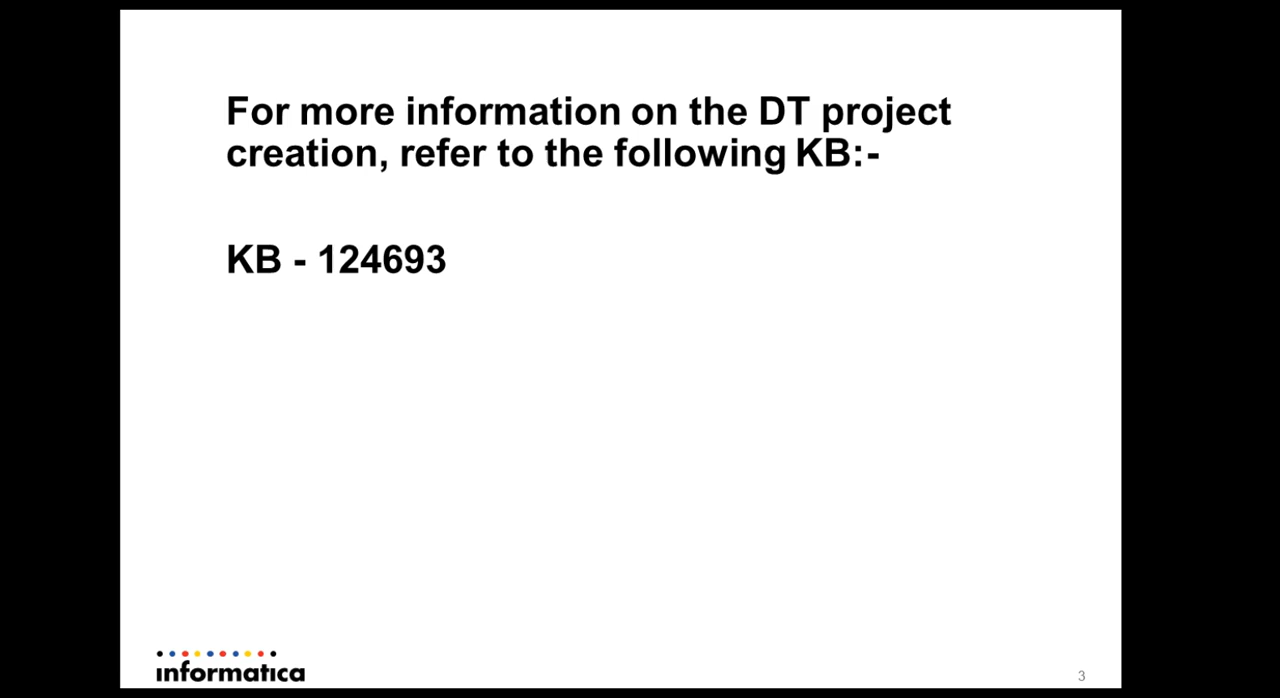 For more information on the DT project
creation, refer to the following KB:-
KB - 124693
informatica
3